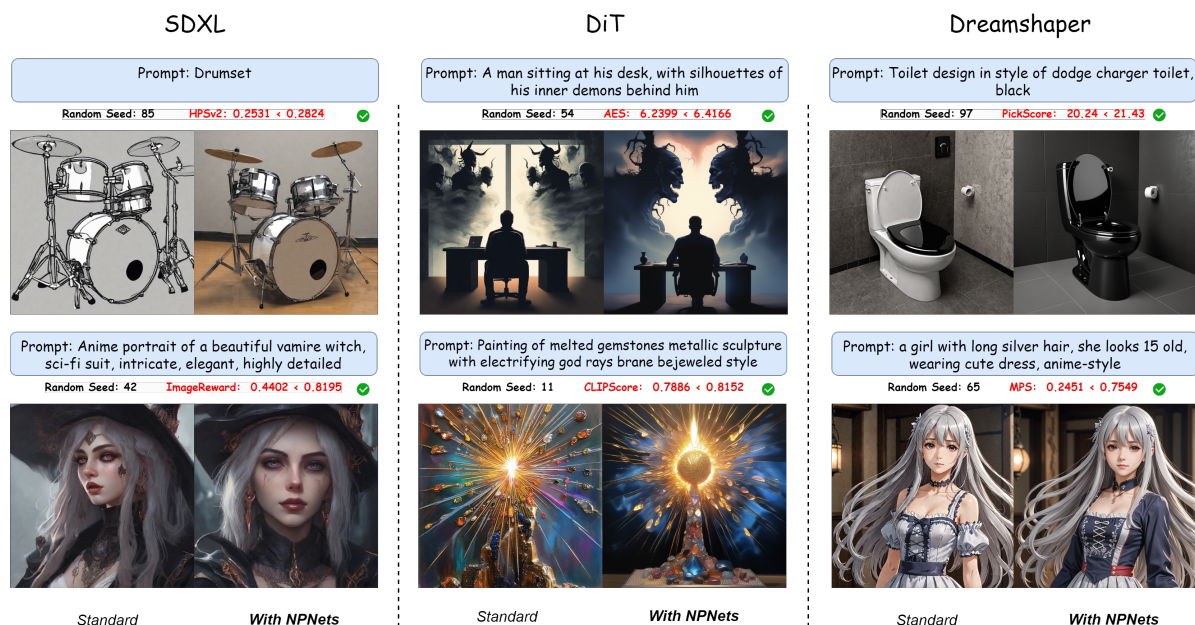 SDXL
DiT
Dreamshaper
Prompt: Drumset
Random Seed: 85 HPSv2: 0.2531 < 0.2824
Prompt: A man sitting at his desk, with silhouettes of
his inner demons behind him
Random Seed: 54 AES: 6.2399 < 6.4166
Prompt: Toilet design in style of dodge charger toilet,
black
Random Seed: 97 PickScore: 20.24 < 21.43
Prompt: Anime portrait of a beautiful vamire witch,
sci-fi suit, intricate, elegant, highly detailed
Random Seed: 42 ImageReward: 0.4402 < 0.8195
Prompt: Painting of melted gemstones metallic sculpture
with electrifying god rays brane bejeweled style
Random Seed: 11 CLIPScore: 0.7886 < 0.8152
Prompt: a girl with long silver hair, she looks 15 old,
wearing cute dress, anime-style
Random Seed: 65 MPS: 0.2451 < 0.7549
Standard
With NPNets
Standard
With NPNets
Standard
With NPNets